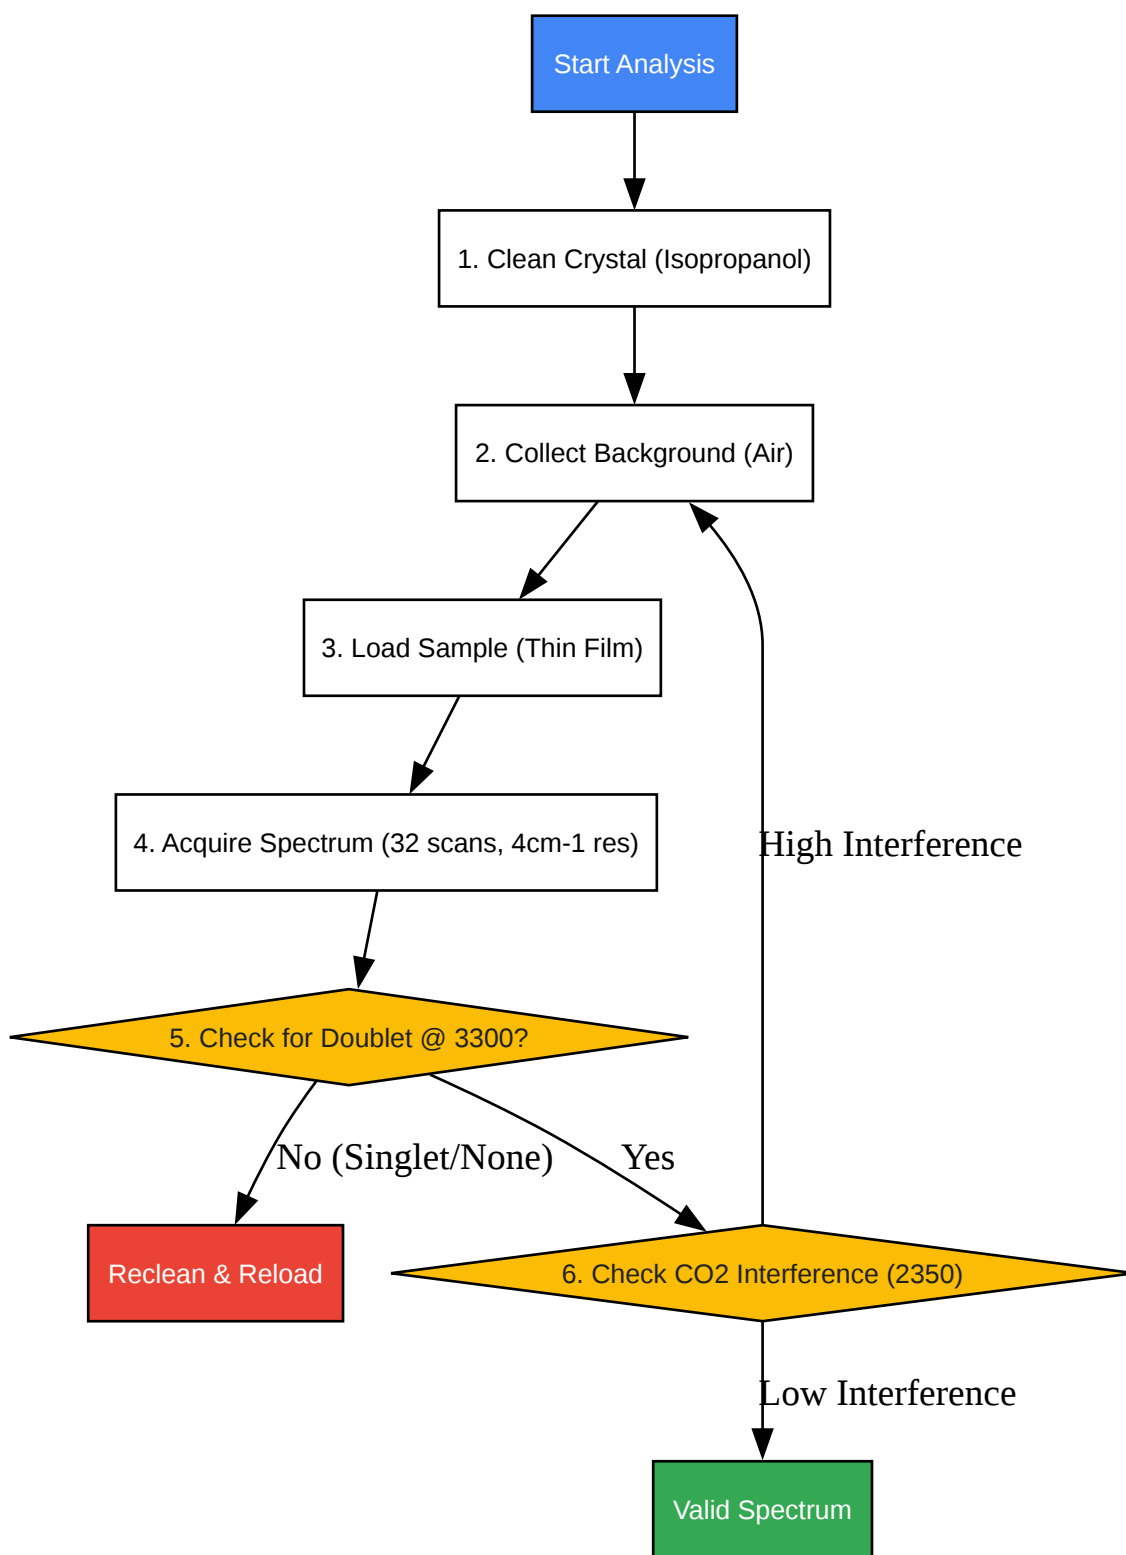 Start Analysis
1. Clean Crystal (Isopropanol)
2. Collect Background (Air)
3. Load Sample (Thin Film)
4. Acquire Spectrum (32 scans, 4cm-1 res)
High Interference
5. Check for Doublet @ 3300?
No (Singlet/None)
Yes
Reclean & Reload
6. Check CO2 Interference (2350)
Low Interference
Valid Spectrum